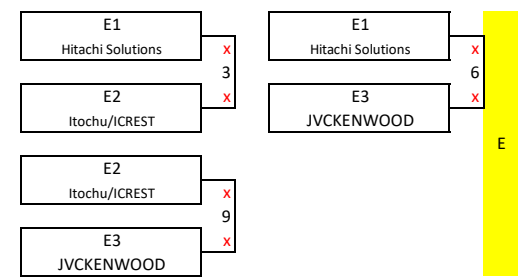 E1
Hitachi Solutions
x
3
E2
x
Itochu/ICREST
E1
Hitachi Solutions
x
6
E3
x
JVCKENWOOD
E2
Itochu/ICREST
x
9
E3
x
JVCKENWOOD
E